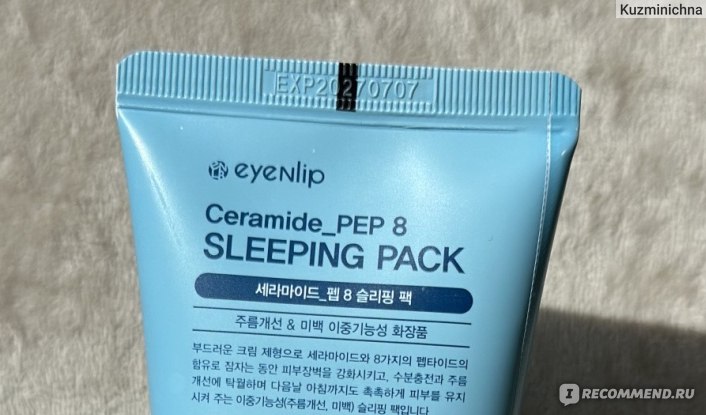 Kuzminichna
EXP20270707
eyenlip
Ceramide_PEP 8
SLEEPING PACK
세라마이드_펩 8 슬리핑 팩
주름개선 & 미백 이중기능성 화장품
부드러운 크림 제형으로 세라마이드와 8가지의 펩타이드의
함유로 잠자는 동안 피부장벽을 강화시키고, 수분충전과 주름
개선에 탁월하며 다음날 아침까지도 촉촉하게 피부를 유지
시켜 주는 이중기능성(주름개선, 미백) 슬리핑 팩입니다.
IRECOMMEND.RU